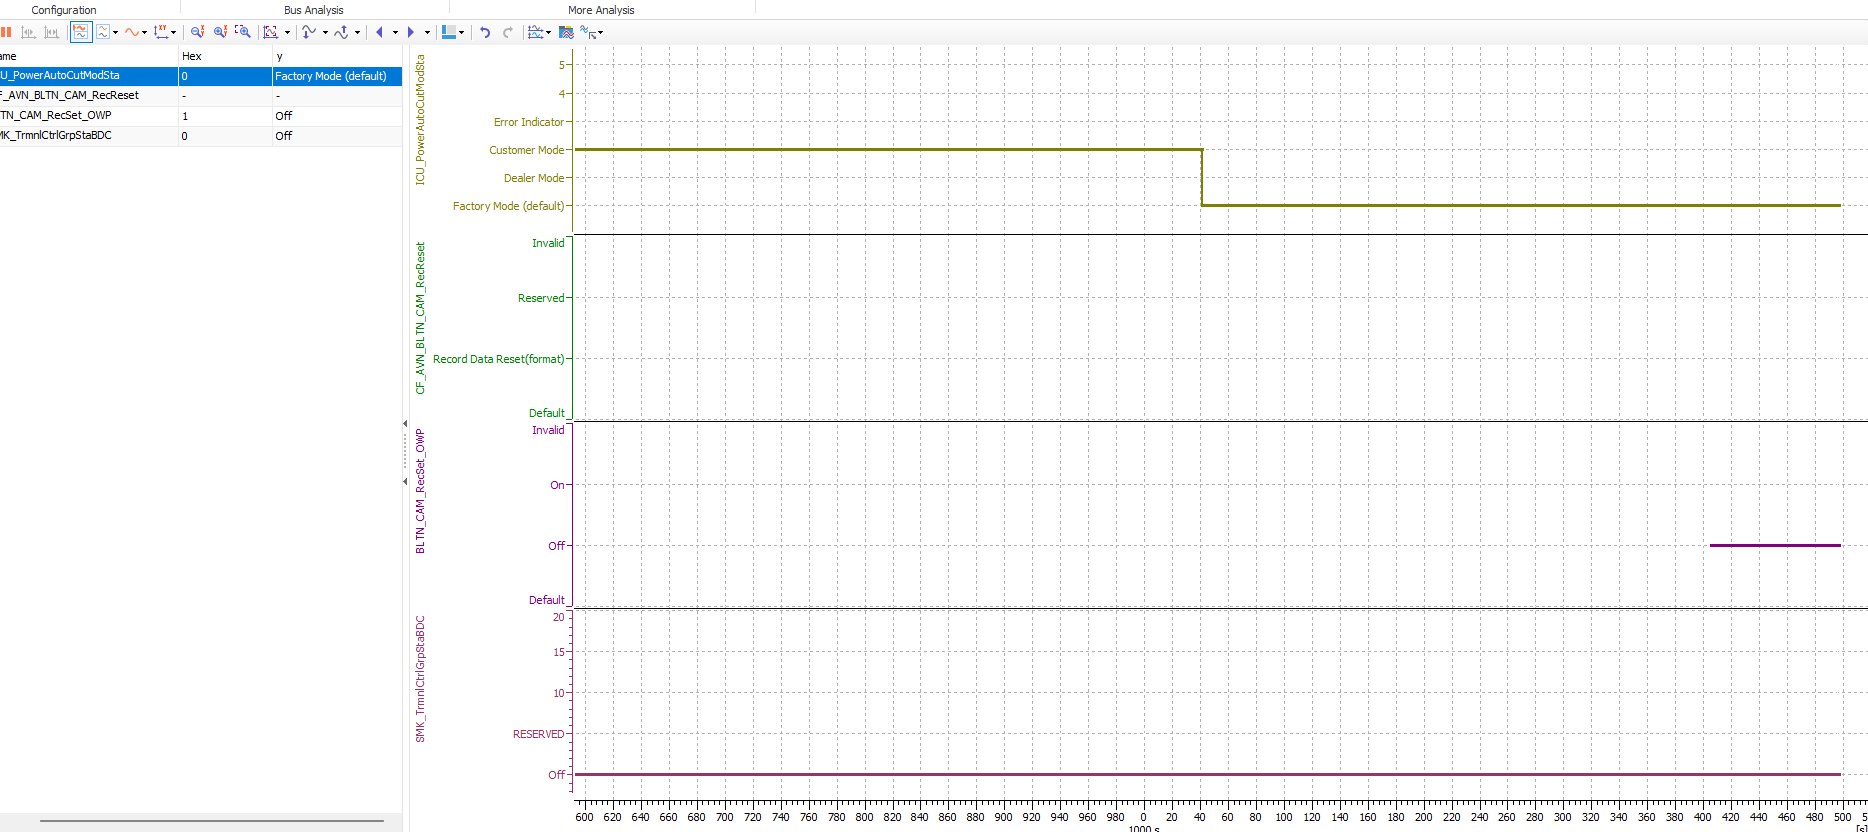 Configuration Bus Analysis More Analysis
ame Hex y
U_PowerAutoCutModSta 0 Factory Mode (default)
F_AVN_BLTN_CAM_RecReset - -
TN_CAM_RecSet_OWP 1 Off
MK_TrmnlCtrlGrpStaBDC 0 Off
ICU_PowerAutoCutModSta
5
4
Error Indicator
Customer Mode
Dealer Mode
Factory Mode (default)
CF_AVN_BLTN_CAM_RecReset
Invalid
Reserved
Record Data Reset(format)
Default
BLTN_CAM_RecSet_OWP
Invalid
On
Off
Default
SMK_TrmnlCtrlGrpStaBDC
20
15
10
RESERVED
Off
600 620 640 660 680 700 720 740 760 780 800 820 840 860 880 900 920 940 960 980 0 20 40 60 80 100 120 140 160 180 200 220 240 260 280 300 320 340 360 380 400 420 440 460 480 500
1000 s
[s]